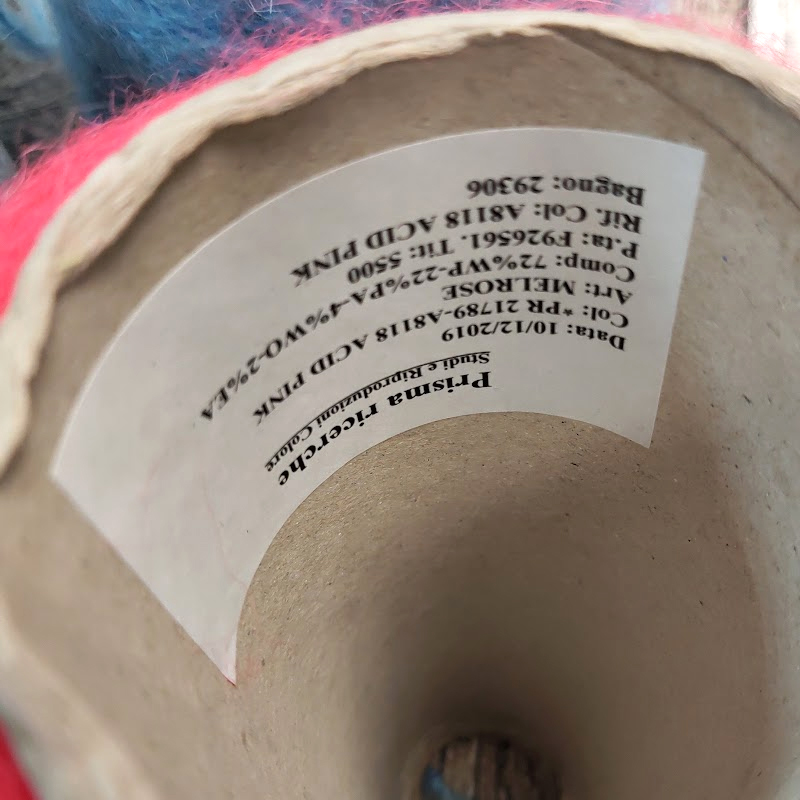 Prisma ricerche
Studi e Riproduzioni Colore
Data: 10/12/2019
Col: *PR 21789-A8118 ACID PINK
Art: MELROSE
Comp: 72%WP-22%PA-4%WO-2%EA
P.ta: F926561. Tit: 5500
Rif. Col: A8118 ACID PINK
Bagno: 29306